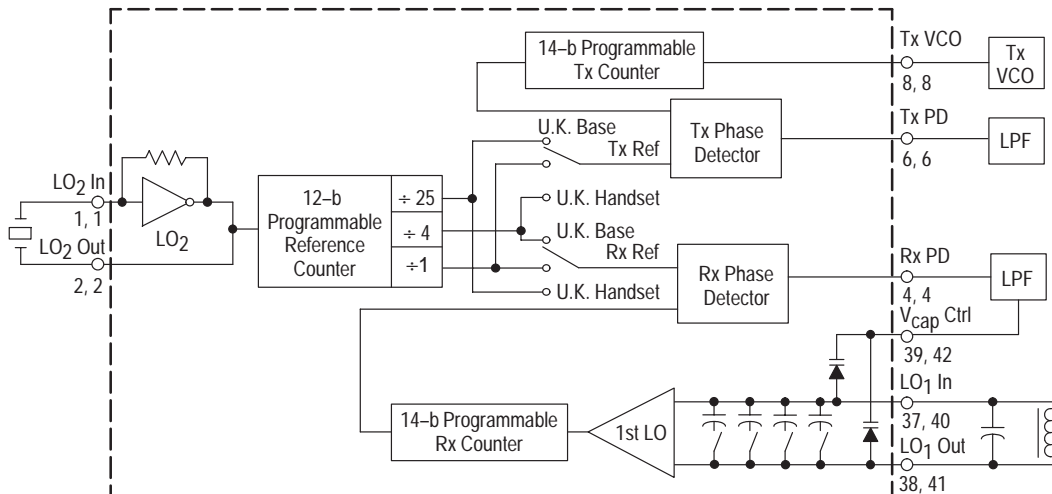 14–b Programmable
Tx Counter
Tx VCO
8, 8
Tx
VCO
U.K. Base
Tx Ref
Tx Phase
Detector
Tx PD
6, 6
LPF
LO2 In
1, 1
LO2
LO2 Out
2, 2
12–b
Programmable
Reference
Counter
÷ 25
÷ 4
÷1
U.K. Handset
U.K. Base
Rx Ref
U.K. Handset
Rx Phase
Detector
Rx PD
4, 4
LPF
Vcap Ctrl
39, 42
LO1 In
37, 40
14–b Programmable
Rx Counter
1st LO
LO1 Out
38, 41